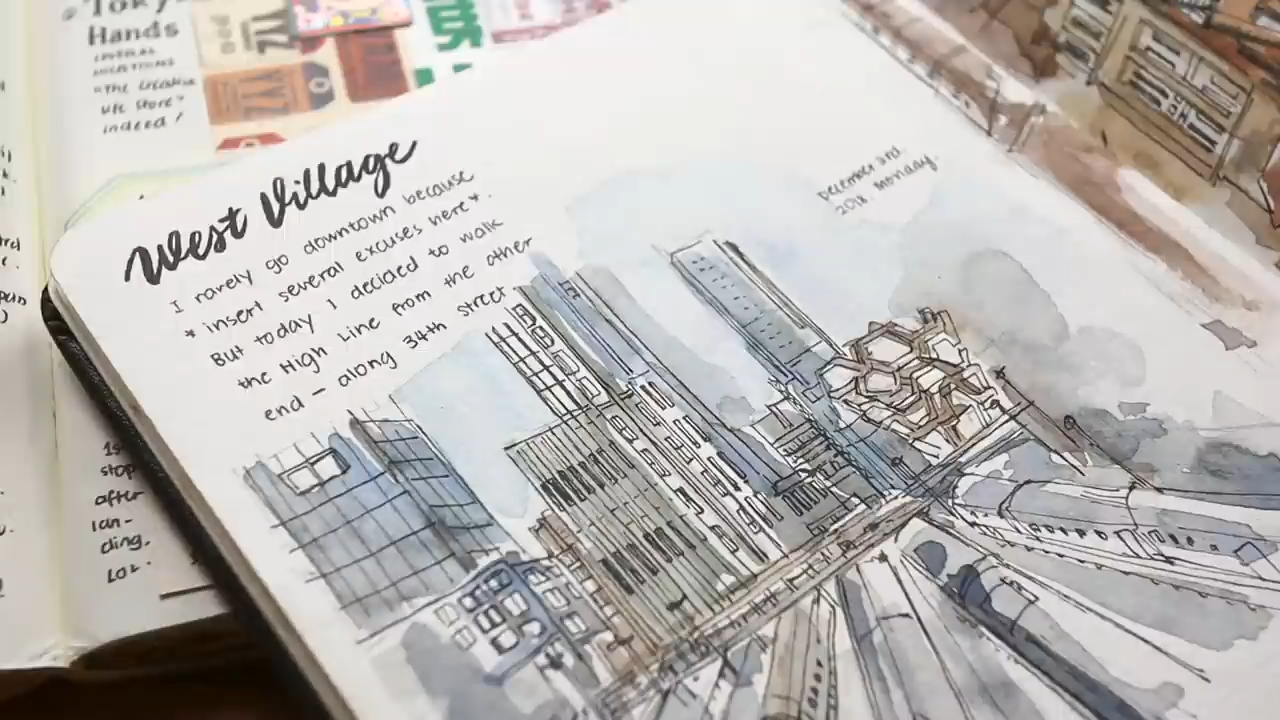 Tokyo
Hands
several
locations
"The Creative
Life Store"
indeed!
West Village
I rarely go downtown because
* insert several excuses here *.
But today I decided to walk
the High Line from the other
end - along 34th street
December 2nd.
2018. Monday.
1st
stop
after
lan-
ding.
LOL.